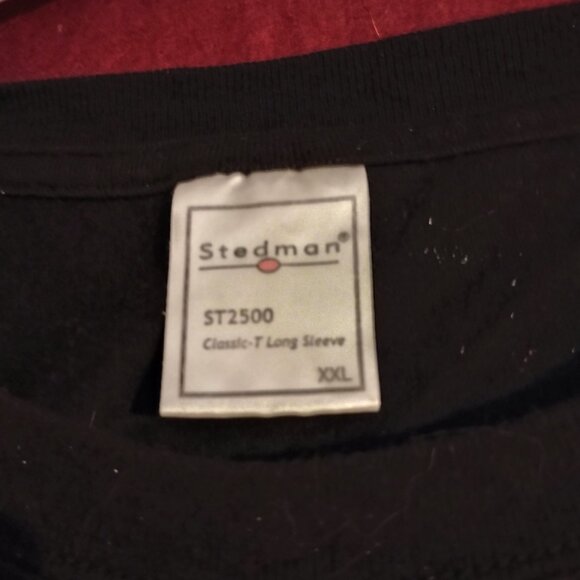 Stedman®
ST2500
Classic-T Long Sleeve
XXL